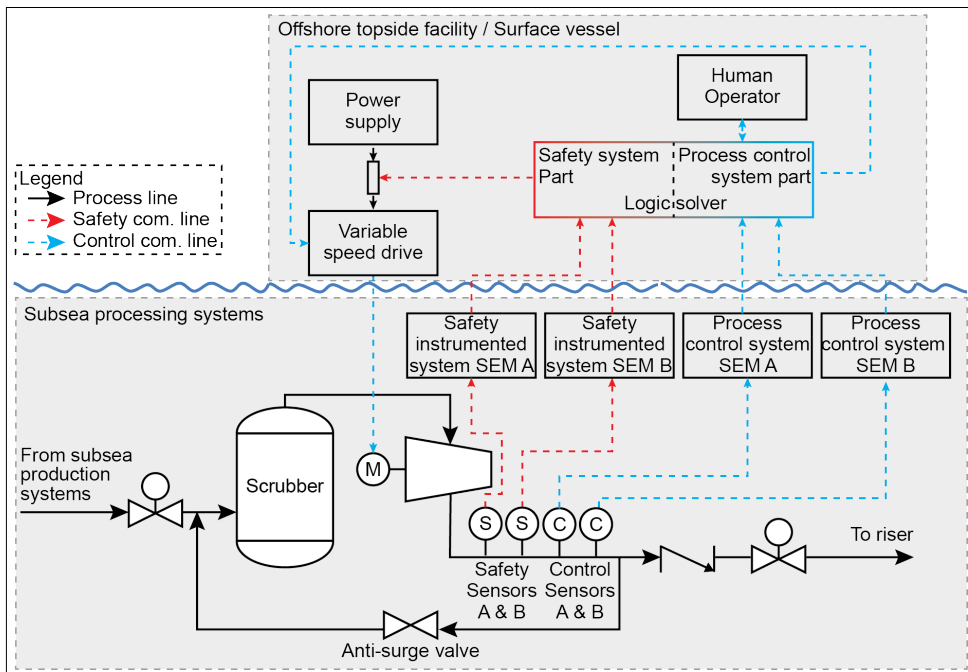 Offshore topside facility / Surface vessel
Power
supply
Human
Operator
Safety system
Part
Process control
system part
Logic solver
Legend
Process line
Safety com. line
Control com. line
Variable
speed drive
Subsea processing systems
Safety
instrumented
system SEM A
Safety
instrumented
system SEM B
Process
control system
SEM A
Process
control system
SEM B
From subsea
production
systems
Scrubber
M
S
S
C
C
To riser
Safety
Sensors
A & B
Control
Sensors
A & B
Anti-surge valve